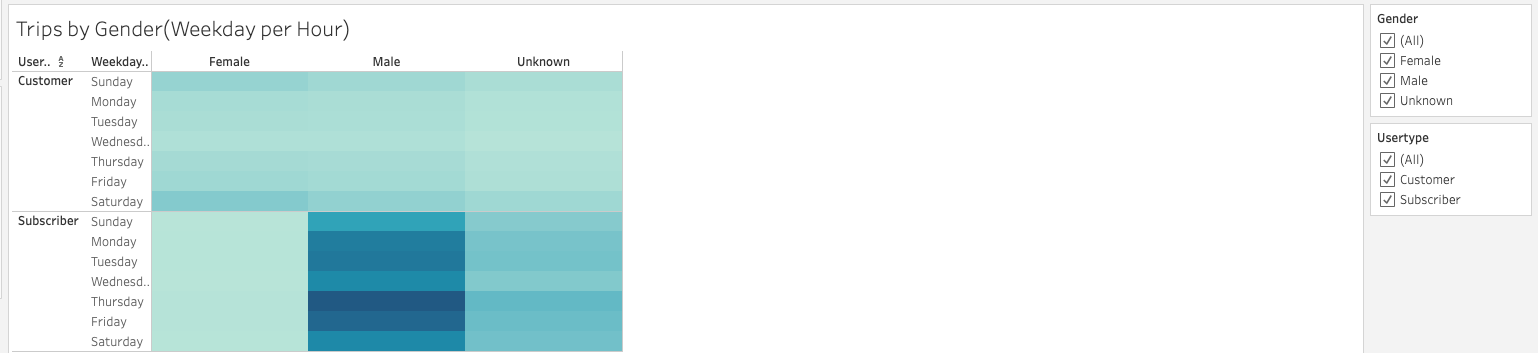 Trips by Gender(Weekday per Hour)
User.. Weekday.. Female Male Unknown
Customer Sunday
Monday
Tuesday
Wednesd..
Thursday
Friday
Saturday
Subscriber Sunday
Monday
Tuesday
Wednesd..
Thursday
Friday
Saturday
Gender
(All)
Female
Male
Unknown
Usertype
(All)
Customer
Subscriber